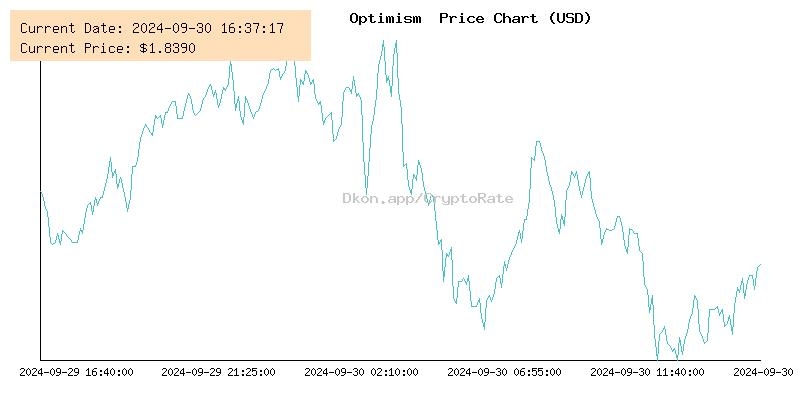 Optimism Price Chart (USD)
Current Date: 2024-09-30 16:37:17
Current Price: $1.8390
Dkon.app/CryptoRate
2024-09-29 16:40:00 2024-09-29 21:25:00 2024-09-30 02:10:00 2024-09-30 06:55:00 2024-09-30 11:40:00 2024-09-30